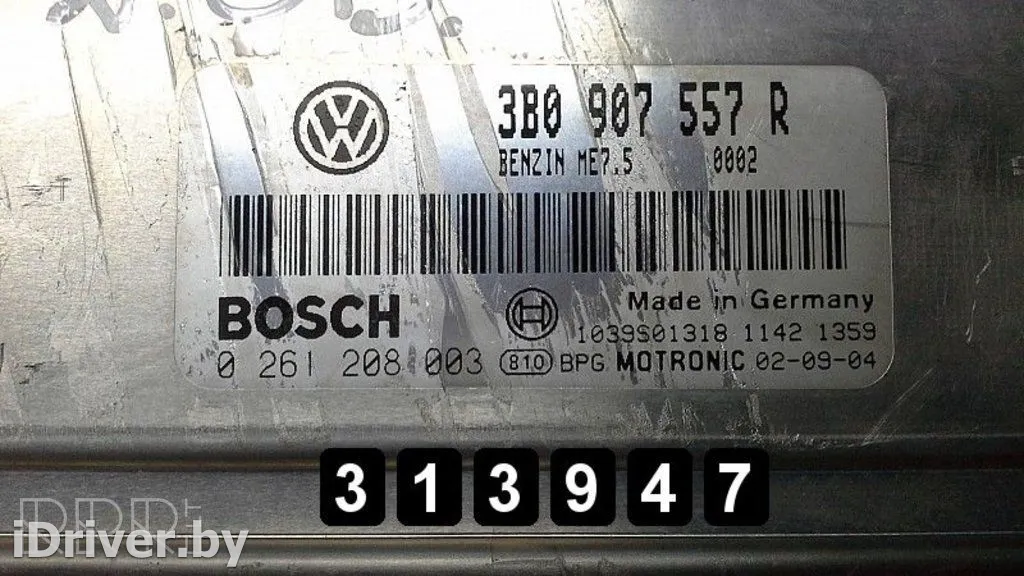 3B0 907 557 R
BENZIN ME7.5 0002
BOSCH
Made in Germany
1039S01318 1142 1359
0 261 208 003 810 BPG MOTRONIC 02-09-04
3 1 3 9 4 7
iDriver.by